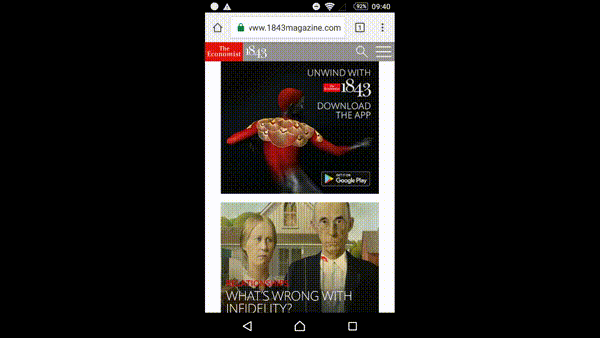 92%
09:40
www.1843magazine.com
1
The
Economist
1843
UNWIND WITH
The
Economist
1843
DOWNLOAD
THE APP
GET IT ON
Google Play
WHAT'S WRONG WITH
INFIDELITY?